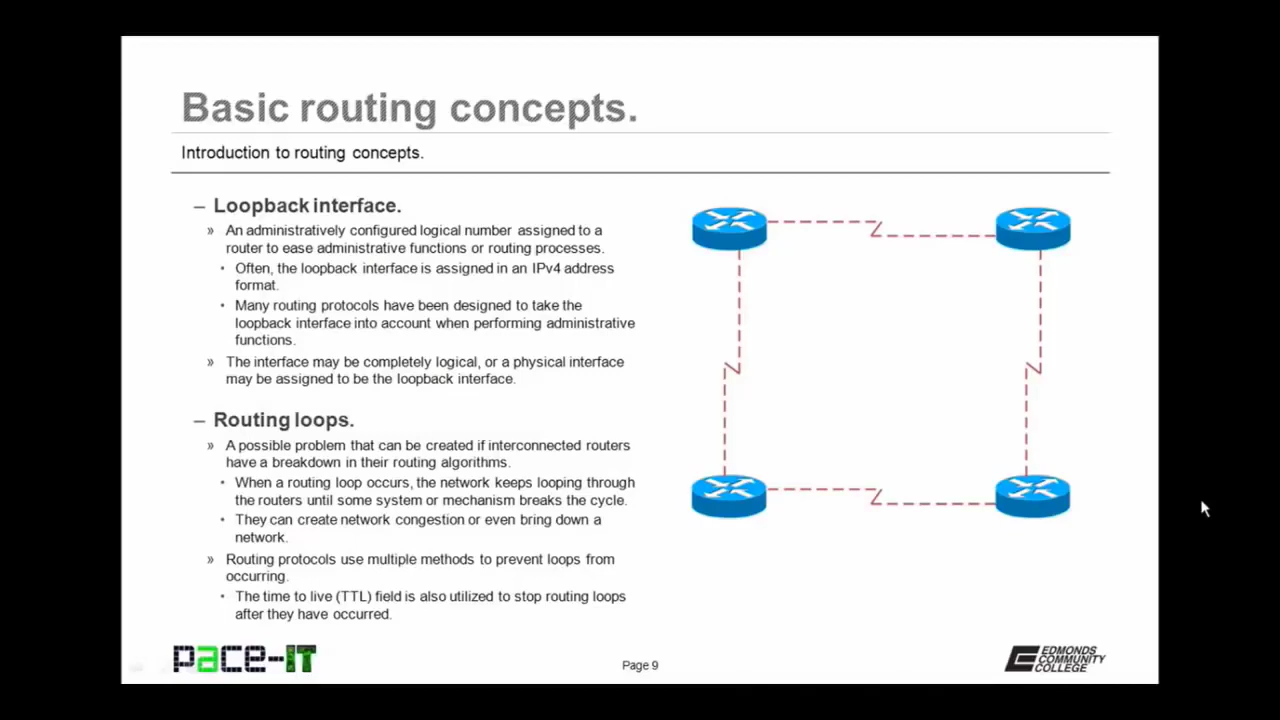 Basic routing concepts.
Introduction to routing concepts.
– Loopback interface.
» An administratively configured logical number assigned to a
router to ease administrative functions or routing processes.
• Often, the loopback interface is assigned in an IPv4 address
format.
• Many routing protocols have been designed to take the
loopback interface into account when performing administrative
functions.
» The interface may be completely logical, or a physical interface
may be assigned to be the loopback interface.
– Routing loops.
» A possible problem that can be created if interconnected routers
have a breakdown in their routing algorithms.
• When a routing loop occurs, the network keeps looping through
the routers until some system or mechanism breaks the cycle.
• They can create network congestion or even bring down a
network.
» Routing protocols use multiple methods to prevent loops from
occurring.
• The time to live (TTL) field is also utilized to stop routing loops
after they have occurred.
pace-IT
Page 9
EDMONDS
COMMUNITY
COLLEGE